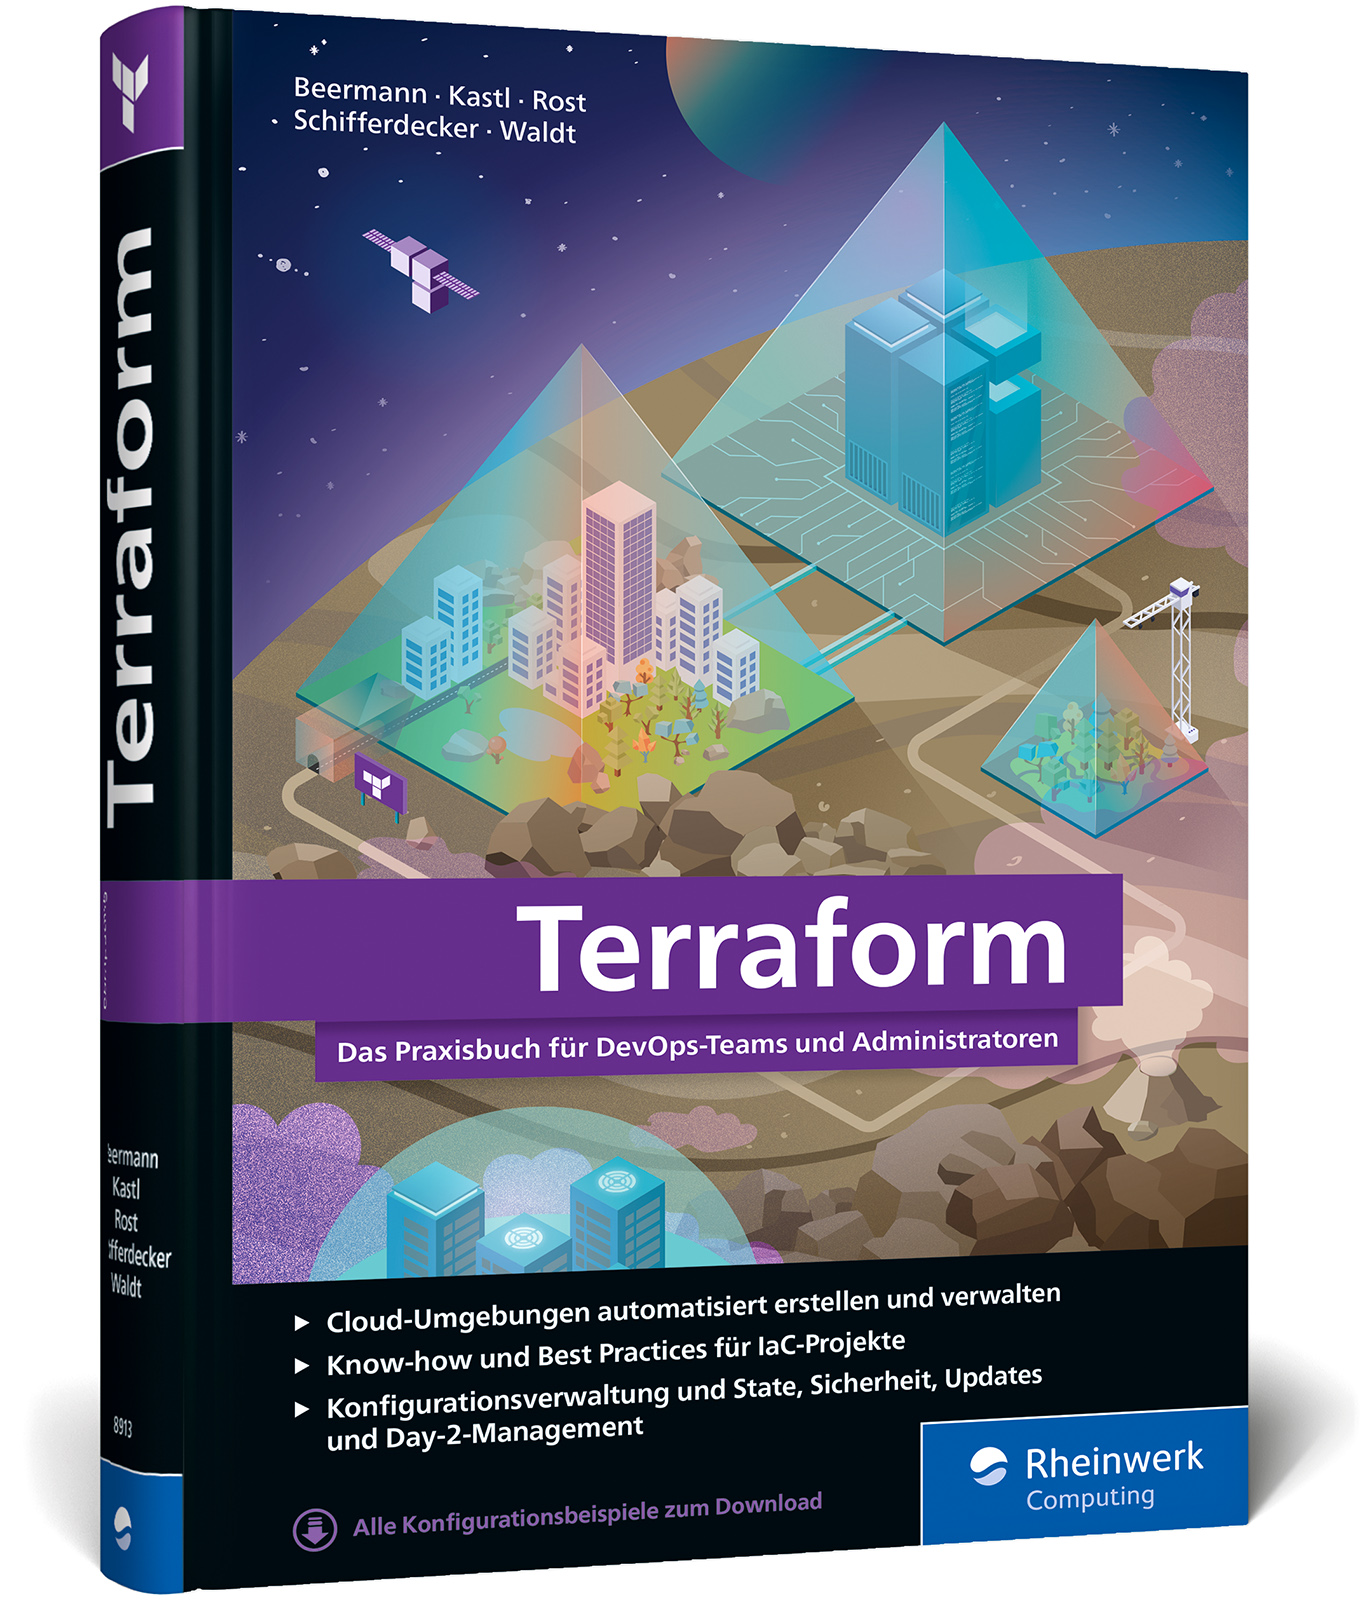 Beermann · Kastl · Rost
Schifferdecker · Waldt
Terraform
Das Praxisbuch für DevOps-Teams und Administratoren
► Cloud-Umgebungen automatisiert erstellen und verwalten
► Know-how und Best Practices für IaC-Projekte
► Konfigurationsverwaltung und State, Sicherheit, Updates
und Day-2-Management
Alle Konfigurationsbeispiele zum Download
Rheinwerk
Computing
Terraform
eermann
Kastl
Rost
fferdecker
Waldt
8913